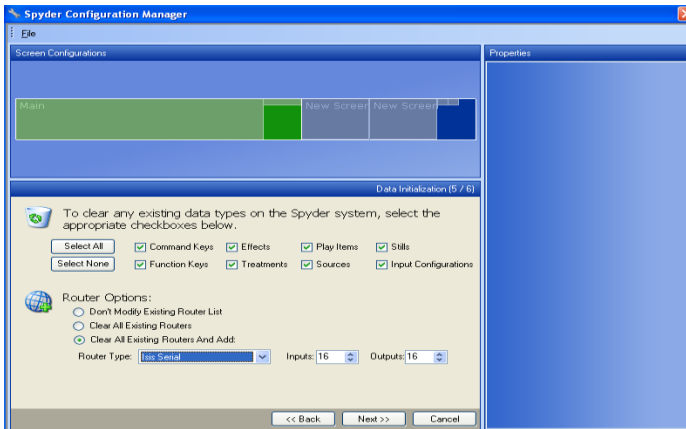 Spyder Configuration Manager
File
Screen Configurations
Properties
Main
New Screen New Screen
Data Initialization (5 / 6)
To clear any existing data types on the Spyder system, select the
appropriate checkboxes below.
Select All Command Keys Effects Play Items Stills
Select None Function Keys Treatments Sources Input Configurations
Router Options:
Don't Modify Existing Router List
Clear All Existing Routers
Clear All Existing Routers And Add:
Router Type: Isis Serial Inputs: 16 Outputs: 16
<< Back Next >> Cancel